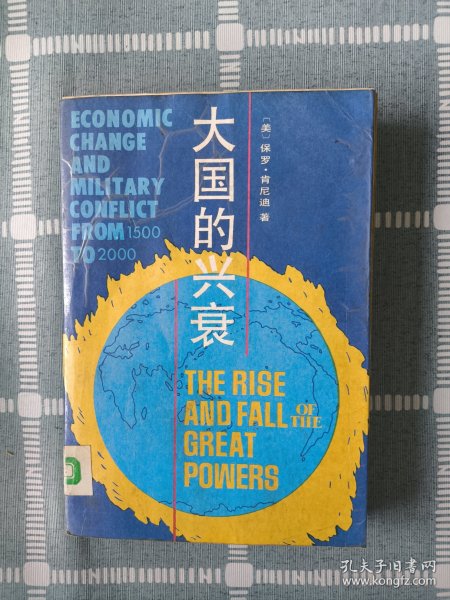 ECONOMIC
CHANGE
AND
MILITARY
CONFLICT
FROM 1500
TO 2000
大国的兴衰
〔美〕保罗·肯尼迪 著
THE RISE
AND FALL OF THE
GREAT
POWERS
孔夫子旧书网
www.kongfz.com